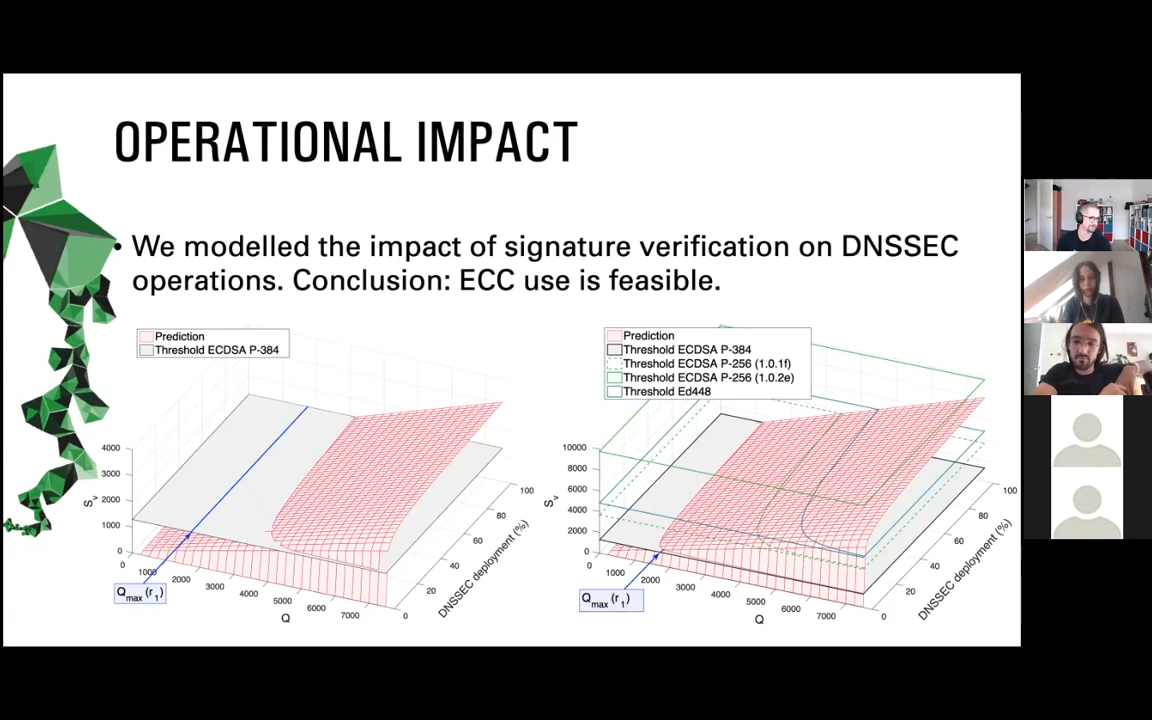 OPERATIONAL IMPACT
• We modelled the impact of signature verification on DNSSEC
operations. Conclusion: ECC use is feasible.
Prediction
Threshold ECDSA P-384
4000
3000
2000
1000
0
Sv
0
1000
2000
3000
4000
5000
6000
7000
Q
0
20
40
60
80
100
DNSSEC deployment (%)
Qmax (r1)
Prediction
Threshold ECDSA P-384
Threshold ECDSA P-256 (1.0.1f)
Threshold ECDSA P-256 (1.0.2e)
Threshold Ed448
10000
8000
6000
4000
2000
0
Sv
0
1000
2000
3000
4000
5000
6000
7000
Q
0
20
40
60
80
100
DNSSEC deployment (%)
Qmax (r1)